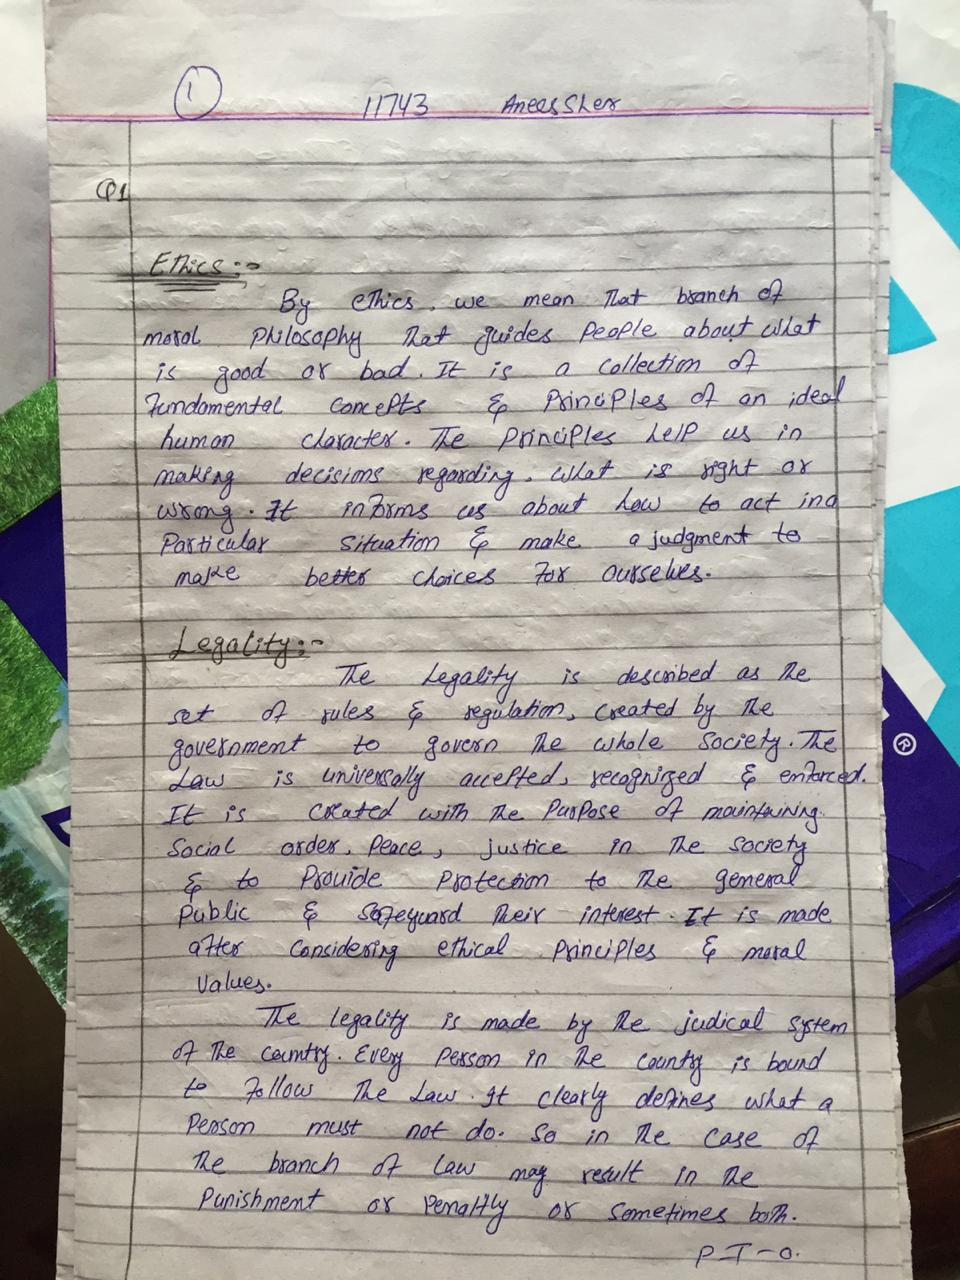 1
11743 Anees Sher
Q1
Ethics :-
By ethics, we mean that branch of
moral Philosophy that guides People about what
is good or bad. It is a collection of
Fundamental concepts & Principles of an ideal
human character. The Principles help us in
making decisions regarding, what is right or
wrong. It informs us about how to act in a
Particular Situation & make a judgment to
make better choices for ourselves.
Legality :-
The Legality is described as the
set of rules & regulation, created by the
government to govern the whole society. The
Law is universally accepted, recognized & enforced.
It is created with the Purpose of maintaining
Social order, Peace, justice in the society
& to Provide Protection to the general
Public & safeguard their interest. It is made
after considering ethical Principles & moral
Values.
The legality is made by the judical system
of the country. Every Person in the country is bound
to follow the Law. It clearly defines what a
Person must not do. So in the case of
the branch of law may result in the
Punishment or Penaltly or sometimes both.
P-T-O.
®